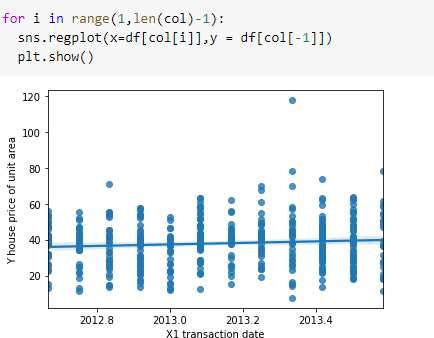 for i in range(1,len(col)-1):
  sns.regplot(x=df[col[i]],y = df[col[-1]])
  plt.show()
120
100
80
60
40
20
Y house price of unit area
2012.8 2013.0 2013.2 2013.4
X1 transaction date